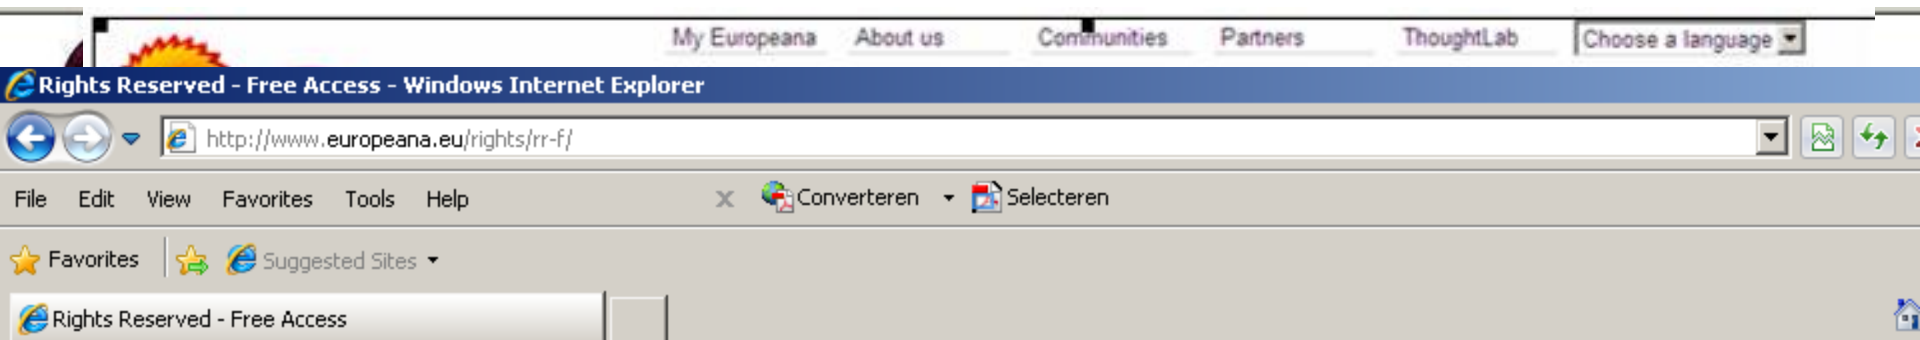 My Europeana About us Communities Partners ThoughtLab Choose a language
Rights Reserved - Free Access - Windows Internet Explorer
http://www.europeana.eu/rights/rr-f/
File Edit View Favorites Tools Help x Converteren Selecteren
Favorites Suggested Sites
Rights Reserved - Free Access